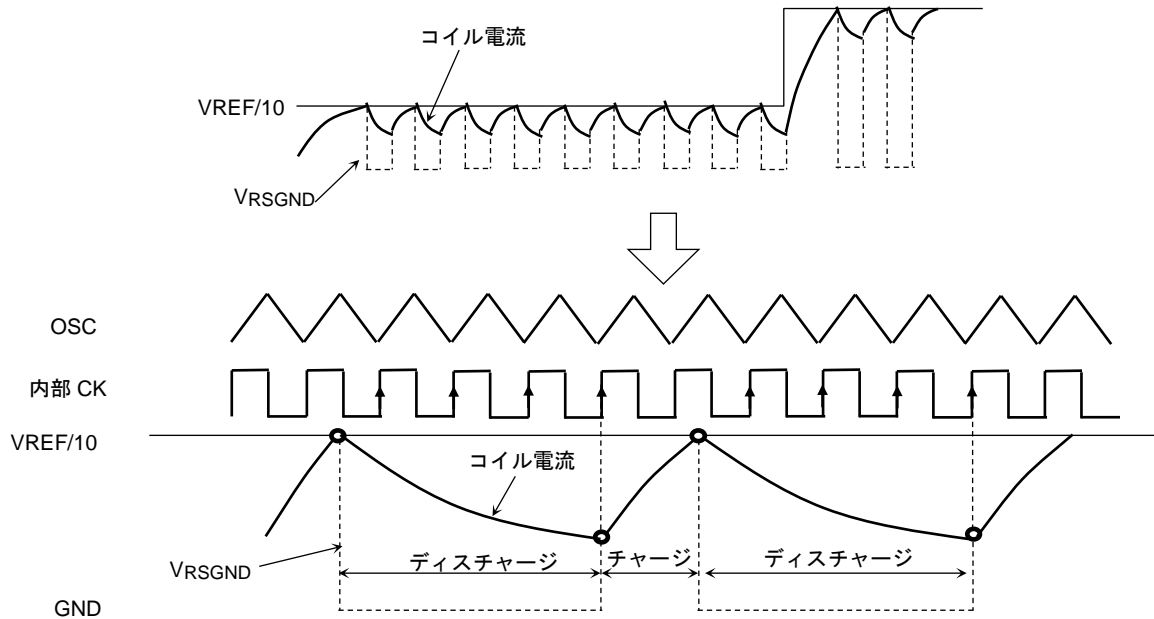 コイル電流
VREF/10
VRSGND
OSC
内部 CK
VREF/10
コイル電流
ディスチャージ チャージ ディスチャージ
VRSGND
GND